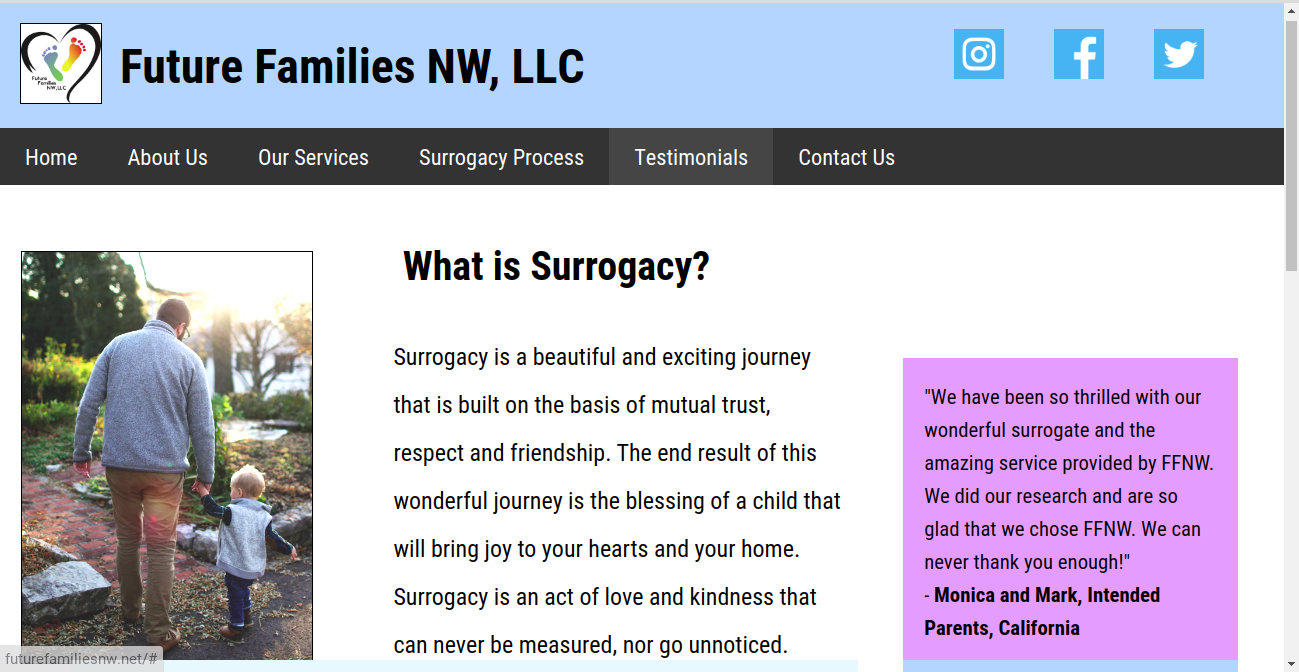 Future
Families
NW,LLC
Future Families NW, LLC
Home About Us Our Services Surrogacy Process Testimonials Contact Us
What is Surrogacy?
Surrogacy is a beautiful and exciting journey
that is built on the basis of mutual trust,
respect and friendship. The end result of this
wonderful journey is the blessing of a child that
will bring joy to your hearts and your home.
Surrogacy is an act of love and kindness that
can never be measured, nor go unnoticed.
"We have been so thrilled with our
wonderful surrogate and the
amazing service provided by FFNW.
We did our research and are so
glad that we chose FFNW. We can
never thank you enough!"
- Monica and Mark, Intended
Parents, California
futurefamiliesnw.net/#